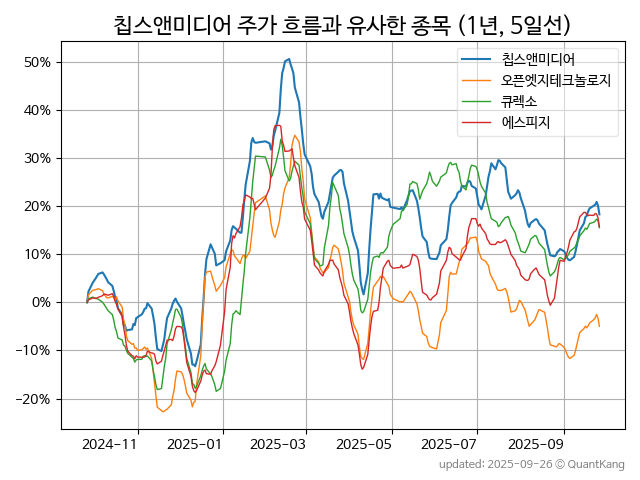 칩스앤미디어 주가 흐름과 유사한 종목 (1년, 5일선)
칩스앤미디어
오픈엣지테크놀로지
큐렉소
에스피지
50%
40%
30%
20%
10%
0%
−10%
−20%
2024-11 2025-01 2025-03 2025-05 2025-07 2025-09
updated: 2025-09-26 © QuantKang